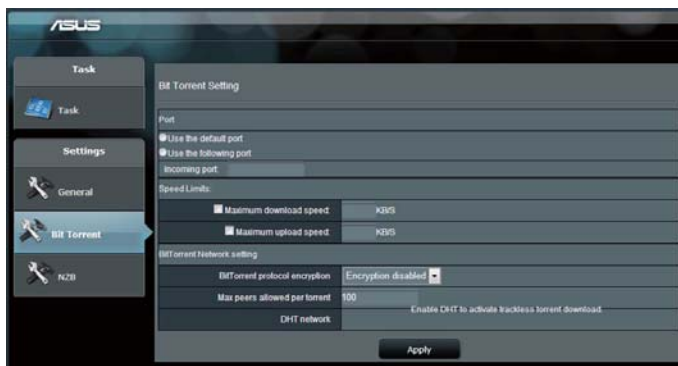 ASUS
Task
Task
Settings
General
Bit Torrent
NZB
Bit Torrent Setting
Port
Use the default port
Use the following port
Incoming port:
Speed Limits:
Maximum download speed: KB/S
Maximum upload speed: KB/S
BitTorrent Network setting
BitTorrent protocol encryption Encryption disabled
Max peers allowed per torrent 100
Enable DHT to activate trackless torrent download.
DHT network
Apply